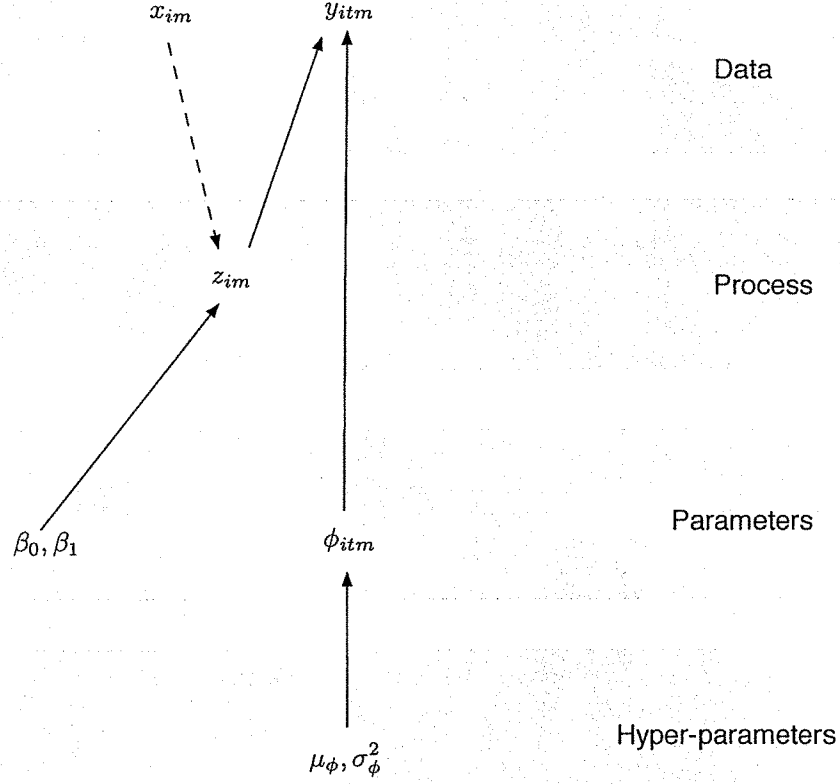 x_{im} y_{itm}
Data
z_{im} Process
Parameters
β_0, β_1 φ_{itm}
Hyper-parameters
μ_φ, σ_φ^2